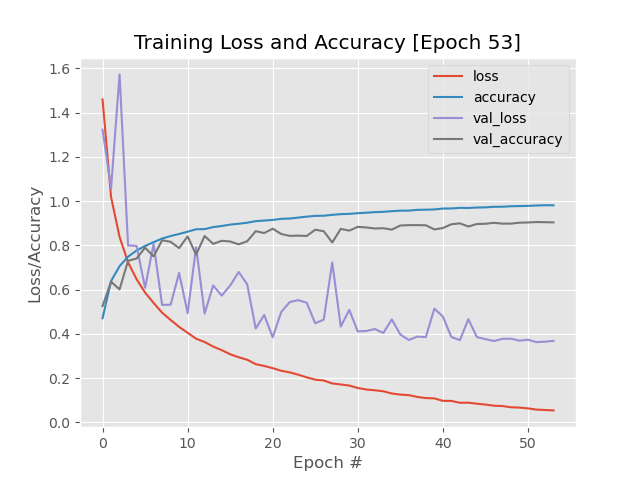 Training Loss and Accuracy [Epoch 53]
1.6
1.4
1.2
1.0
0.8
0.6
0.4
0.2
0.0
Loss/Accuracy
loss
accuracy
val_loss
val_accuracy
0 10 20 30 40 50
Epoch #